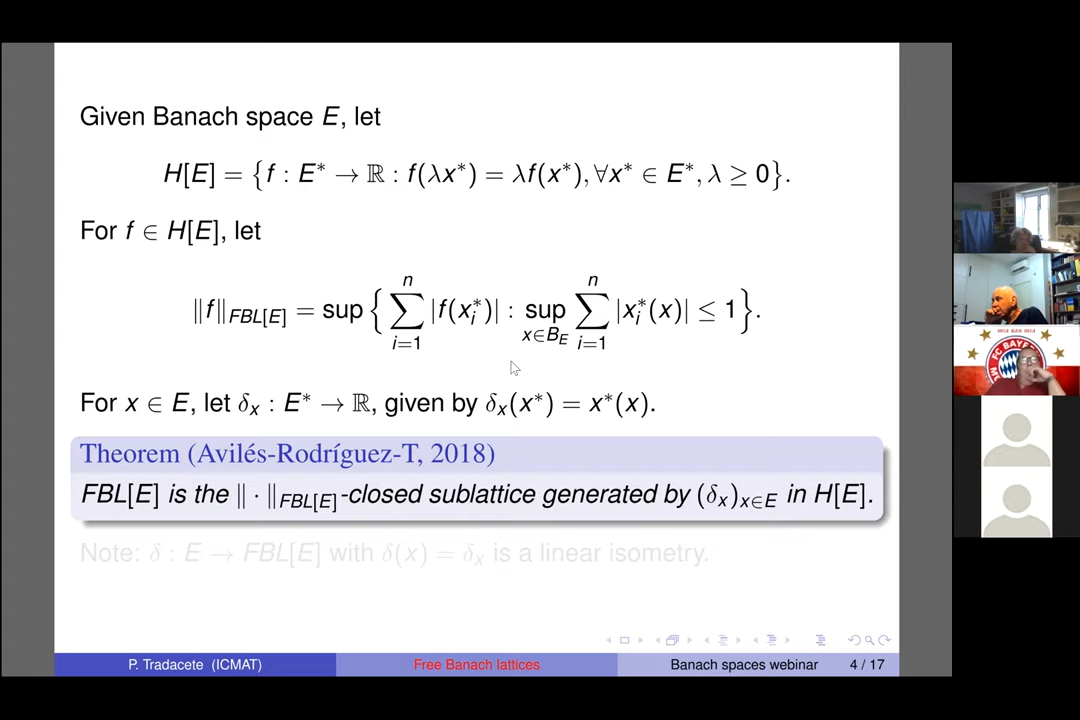 Given Banach space E, let
H[E] = {f : E* → ℝ : f(λx*) = λf(x*), ∀x* ∈ E*, λ ≥ 0}.
For f ∈ H[E], let
‖f‖_{FBL[E]} = sup { ∑_{i=1}^{n} |f(x_i^*)| : sup_{x∈B_E} ∑_{i=1}^{n} |x_i^*(x)| ≤ 1 }.
For x ∈ E, let δ_x : E* → ℝ, given by δ_x(x*) = x*(x).
Theorem (Avilés-Rodríguez-T, 2018)
FBL[E] is the ‖ · ‖_{FBL[E]}-closed sublattice generated by (δ_x)_{x∈E} in H[E].
Note: δ : E → FBL[E] with δ(x) = δ_x is a linear isometry.
P. Tradacete (ICMAT) Free Banach lattices Banach spaces webinar 4 / 17
FC BAYE